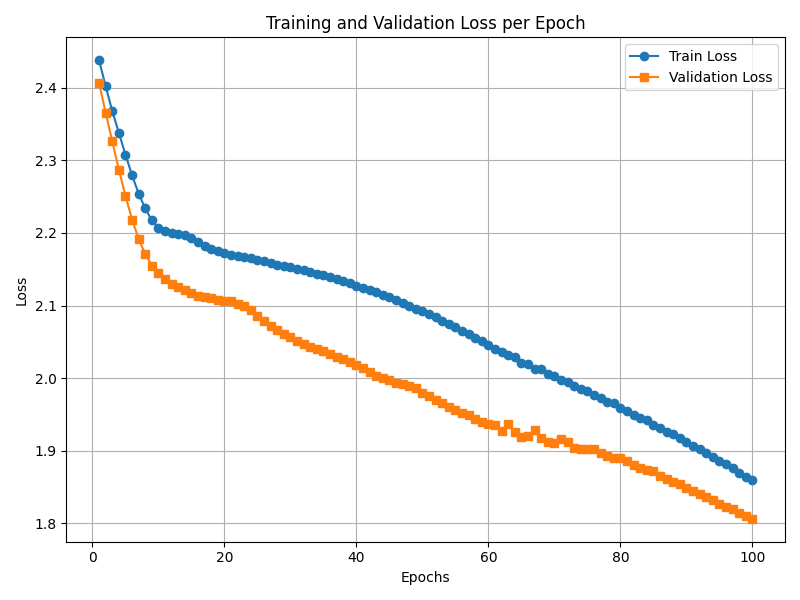 Training and Validation Loss per Epoch
Train Loss
Validation Loss
2.4
2.3
2.2
2.1
2.0
1.9
1.8
Loss
0 20 40 60 80 100
Epochs